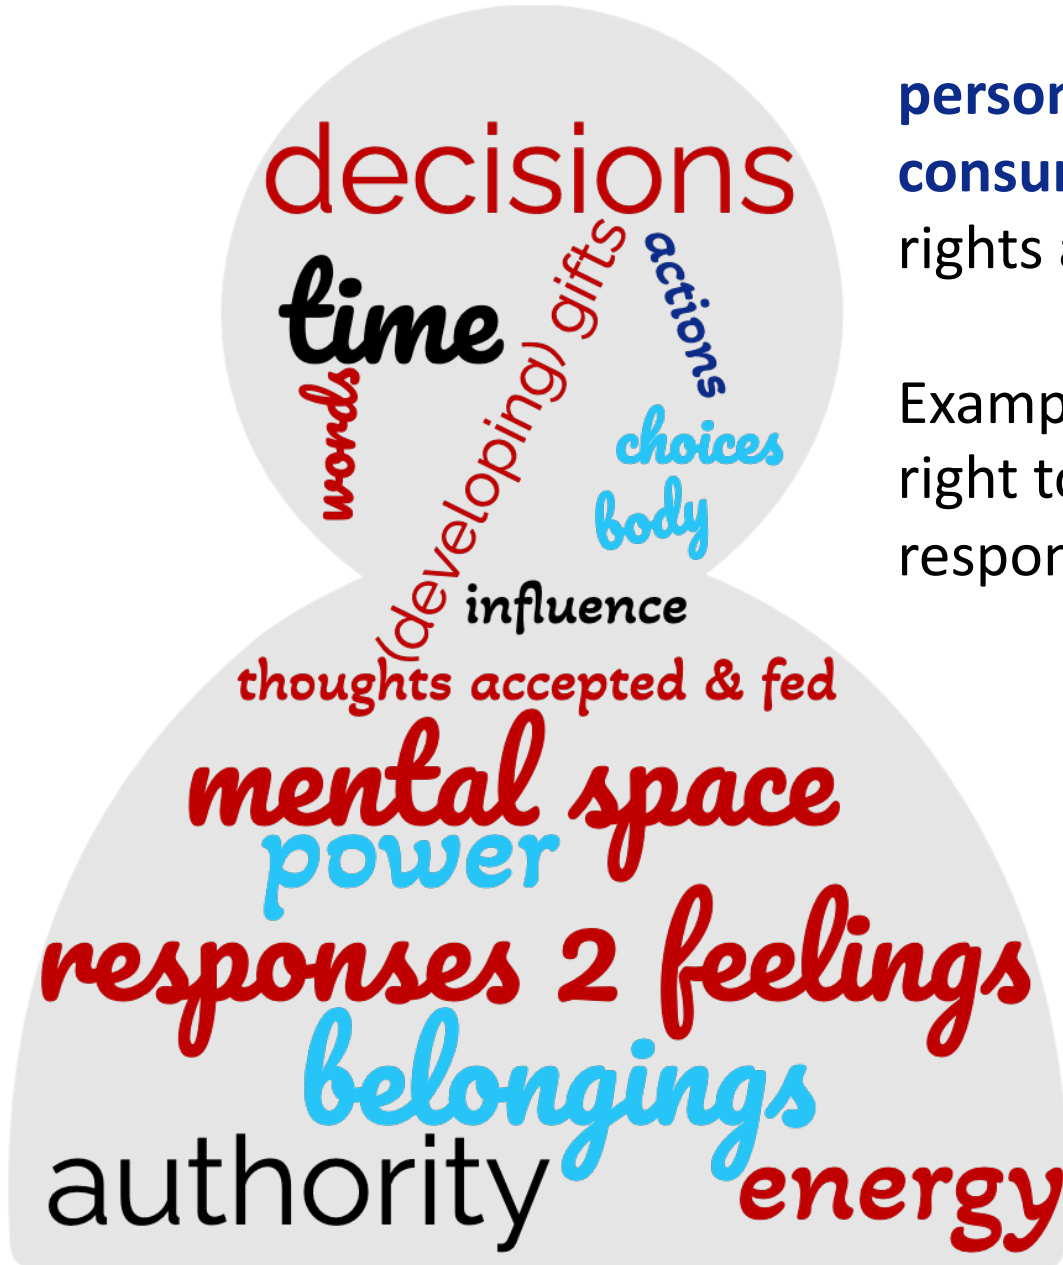 decisions
time
words
(developing) gifts
actions
choices
body
influence
thoughts accepted & fed
mental space
power
responses 2 feelings
belongings
authority
energy
rights
right